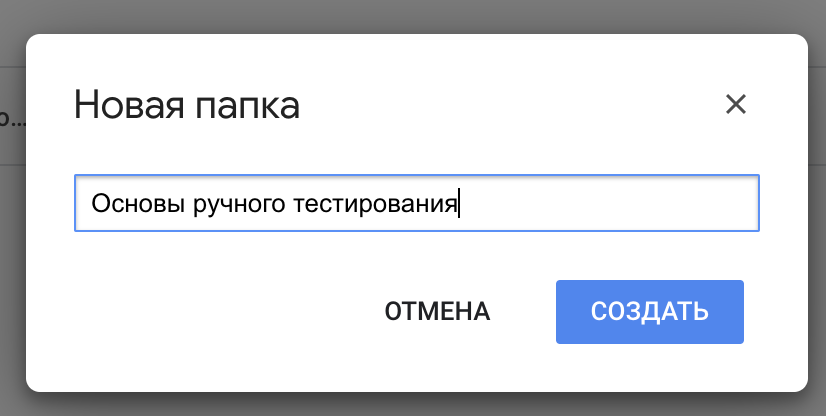 Новая папка
Основы ручного тестирования
ОТМЕНА
СОЗДАТЬ